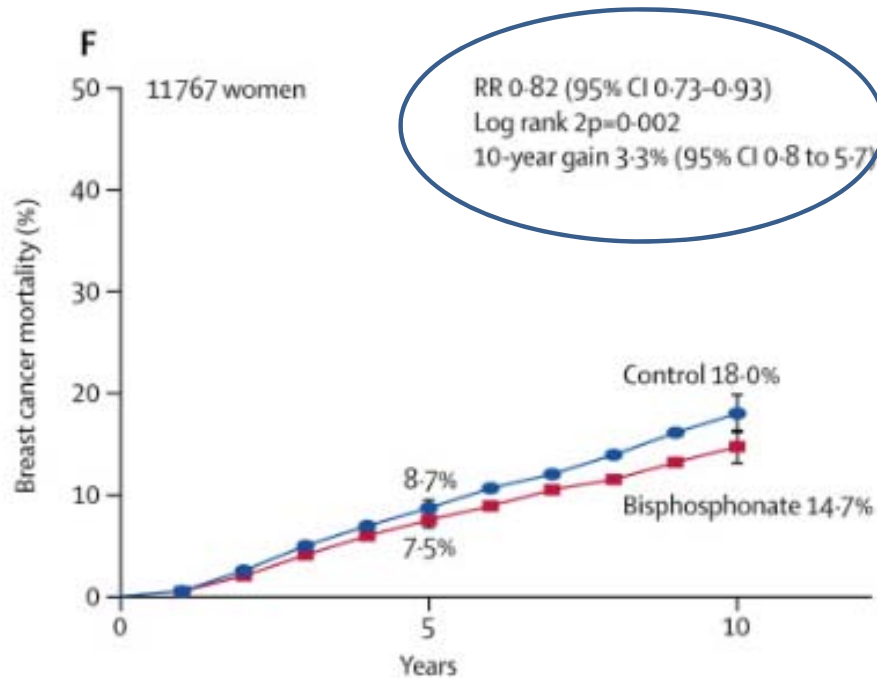 F
50
11767 women
RR 0·82 (95% CI 0·73–0·93)
Log rank 2p=0·002
10-year gain 3·3% (95% CI 0·8 to 5·7)
40
Breast cancer mortality (%)
30
20
Control 18·0%
10
8·7%
Bisphosphonate 14·7%
7·5%
0
0
5
10
Years